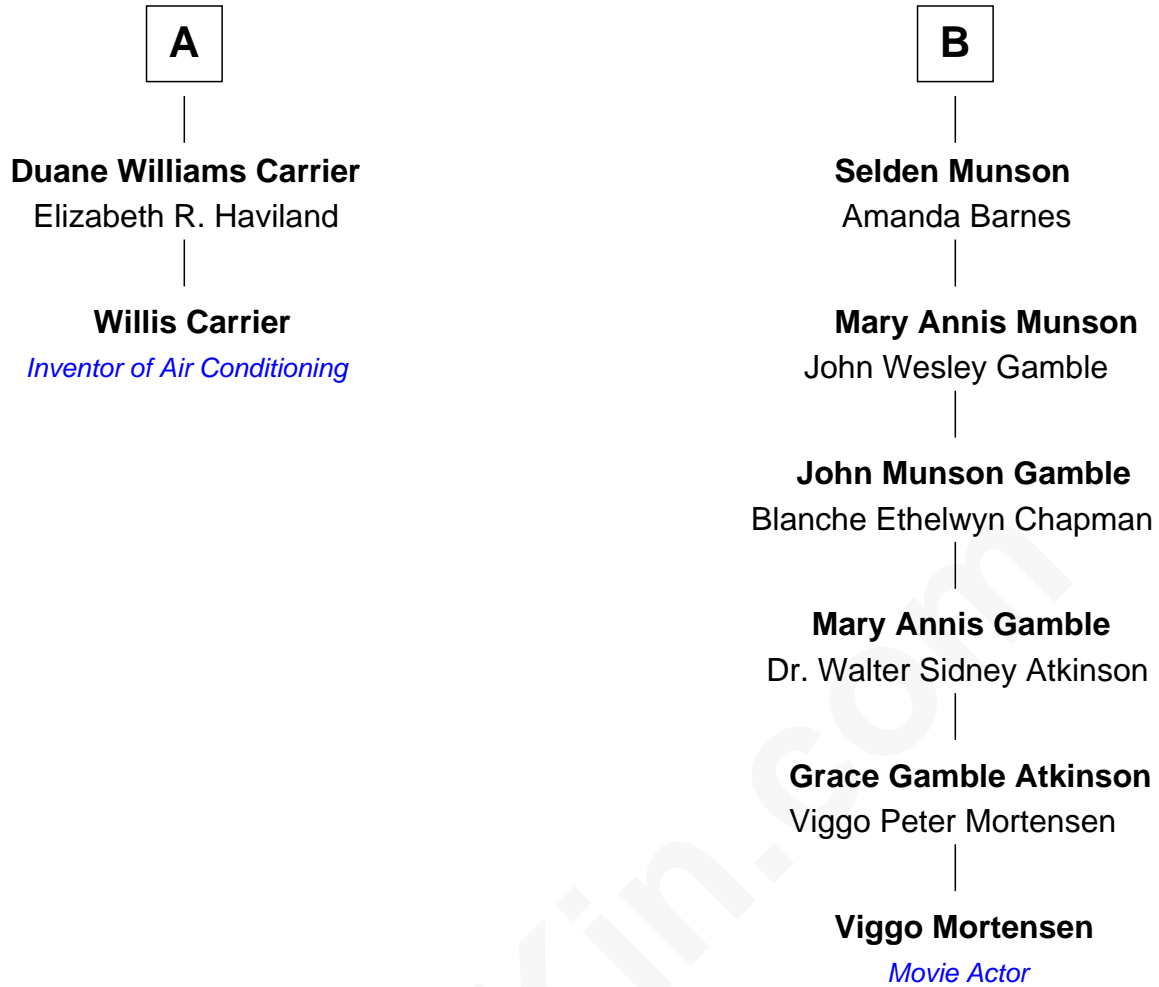 A
Duane Williams Carrier
Elizabeth R. Haviland
Willis Carrier
Inventor of Air Conditioning
B
Selden Munson
Amanda Barnes
Mary Annis Munson
John Wesley Gamble
John Munson Gamble
Blanche Ethelwyn Chapman
Mary Annis Gamble
Dr. Walter Sidney Atkinson
Grace Gamble Atkinson
Viggo Peter Mortensen
Viggo Mortensen
Movie Actor
Kin.com